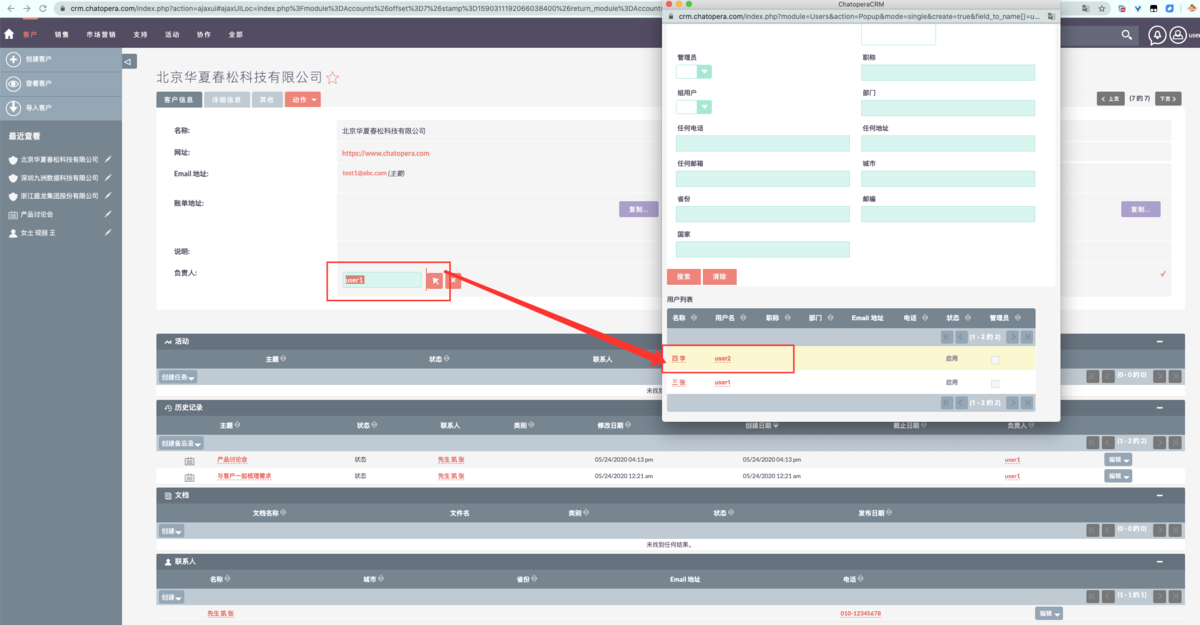 crm.chatopera.com/index.php?action=ajaxui#ajaxUILoc=index.php%3Fmodule%3DAccounts%26offset%3D7%26stamp%3D1590311192066038400%26return_module%3DAccounts
客户 销售 市场营销 支持 活动 协作 全部
user
创建客户
查看客户
导入客户
最近查看
北京华夏春松科技有限公司
深圳九洲数据科技有限公司
浙江盛龙集团股份有限公司
产品讨论会
女士 砚丽 王
北京华夏春松科技有限公司
客户信息 详细信息 其他 动作
上页 (7 的 7) 下页
名称: 北京华夏春松科技有限公司
网址: https://www.chatopera.com
Email 地址: test1@abc.com (主要)
账单地址: 复制... 复制...
说明:
负责人: user1
活动
主题 状态 联系人
创建任务 (0 - 0 的 0)
未找到
历史记录
主题 状态 联系人 类别 修改日期 创建日期 截止日期 负责人
创建备忘录 (1 - 2 的 2)
产品讨论会 状态 先生 凯 张 05/24/2020 04:13 pm 05/24/2020 04:13 pm user1 编辑
与客户一起梳理需求 状态 先生 凯 张 05/24/2020 12:21 am 05/24/2020 12:21 am user1 编辑
文档
文档名称 文件名 类别 状态 发布日期
创建 (0 - 0 的 0)
未找到任何结果。
联系人
名称 城市 省份 Email 地址 电话
创建 (1 - 1 的 1)
先生 凯 张 010-12345678 编辑
ChatoperaCRM
crm.chatopera.com/index.php?module=Users&action=Popup&mode=single&create=true&field_to_name[]=u...
管理员 职称
组用户 部门
任何电话 任何地址
任何邮箱 城市
省份 邮编
国家
搜索 清除
用户列表
名称 用户名 职称 部门 Email 地址 电话 状态 管理员
(1 - 2 的 2)
四 李 user2 启用
三 张 user1 启用
(1 - 2 的 2)